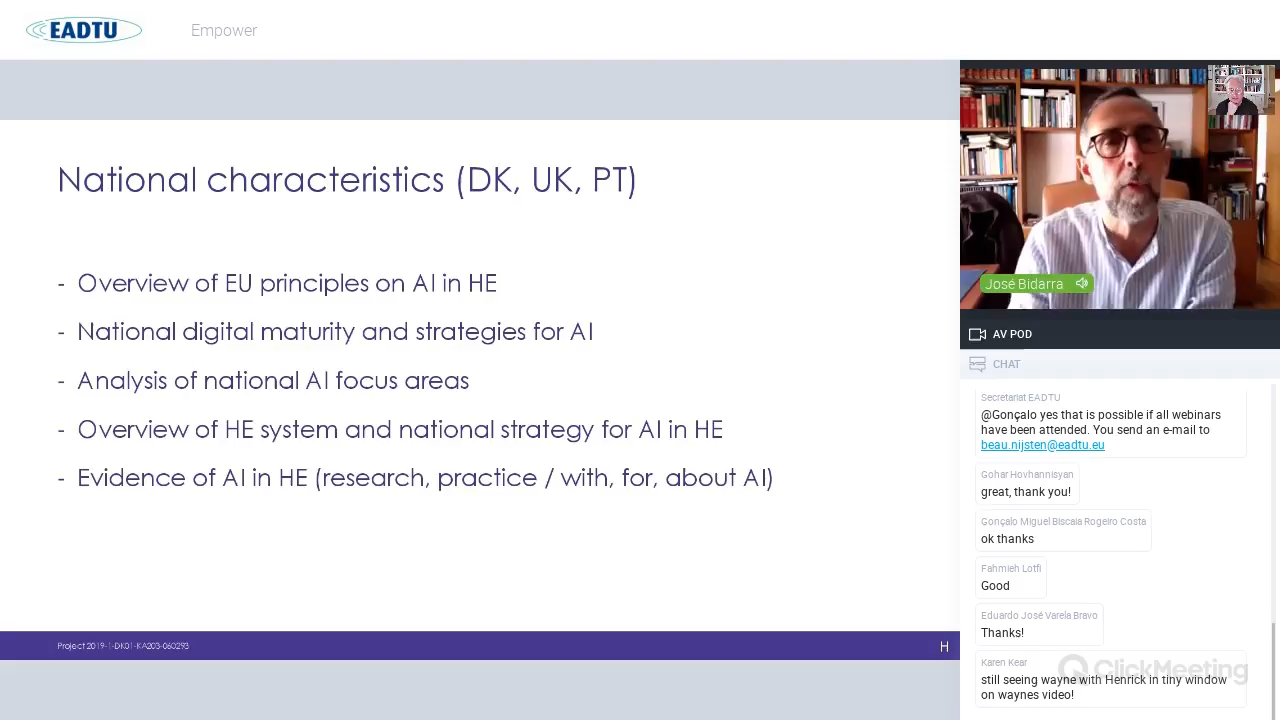 EADTU
Empower
National characteristics (DK, UK, PT)
- Overview of EU principles on AI in HE
- National digital maturity and strategies for AI
- Analysis of national AI focus areas
- Overview of HE system and national strategy for AI in HE
- Evidence of AI in HE (research, practice / with, for, about AI)
Project 2019-1-DK01-KA203-060293
H
José Bidarra
AV POD
CHAT
Secretariat EADTU
@Gonçalo yes that is possible if all webinars
have been attended. You send an e-mail to
beau.nijsten@eadtu.eu
Gohar Hovhannisyan
great, thank you!
Gonçalo Miguel Biscaia Rogeiro Costa
ok thanks
Fahmieh Lotfi
Good
Eduardo José Varela Bravo
Thanks!
Karen Kear
still seeing wayne with Henrick in tiny window
on waynes video!
ClickMeeting